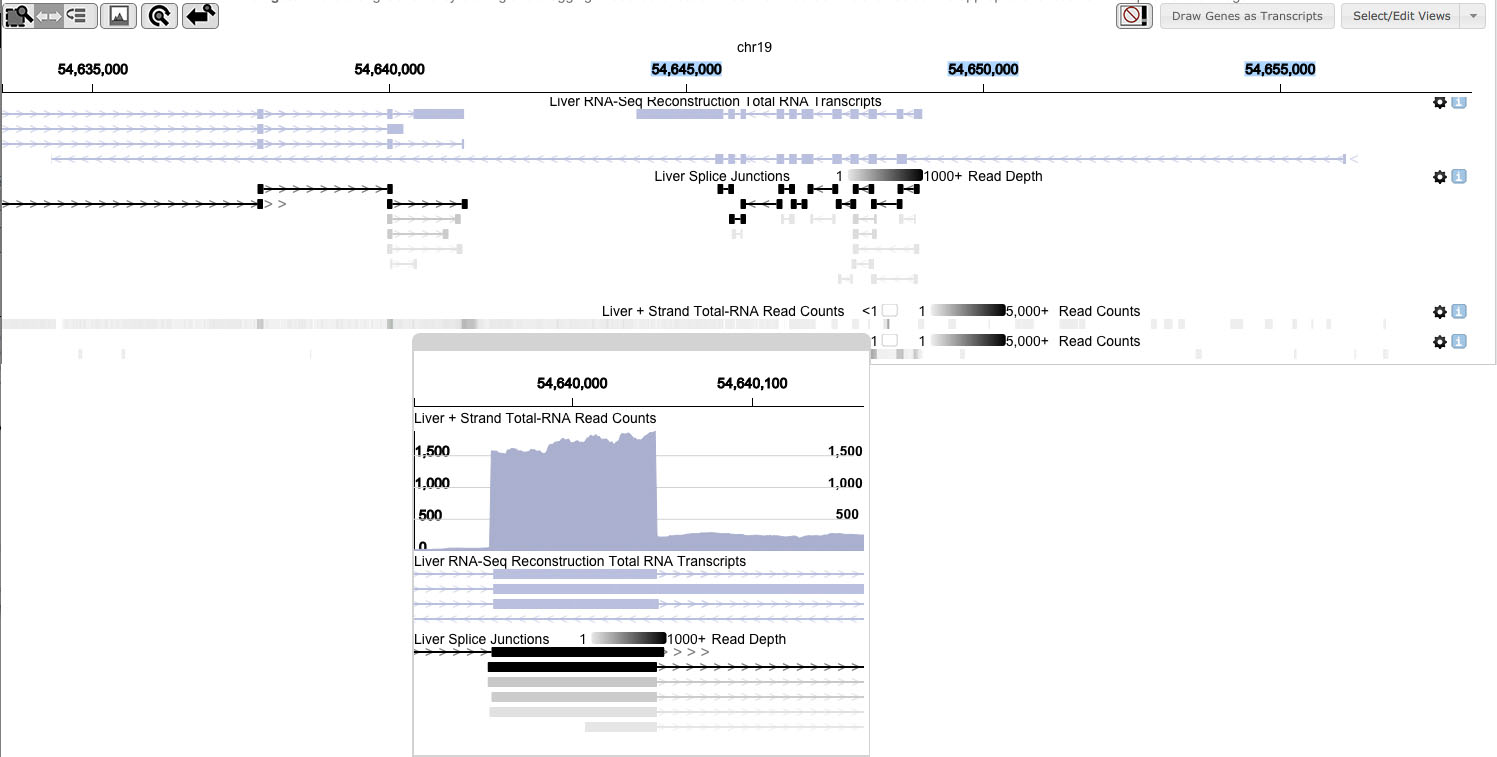 Draw Genes as Transcripts Select/Edit Views
chr19
54,635,000 54,640,000 54,645,000 54,650,000 54,655,000
Liver RNA-Seq Reconstruction Total RNA Transcripts
Liver Splice Junctions 1 1000+ Read Depth
Liver + Strand Total-RNA Read Counts <1 1 5,000+ Read Counts
1 1 5,000+ Read Counts
54,640,000 54,640,100
Liver + Strand Total-RNA Read Counts
1,500 1,500
1,000 1,000
500 500
0
Liver RNA-Seq Reconstruction Total RNA Transcripts
Liver Splice Junctions 1 1000+ Read Depth